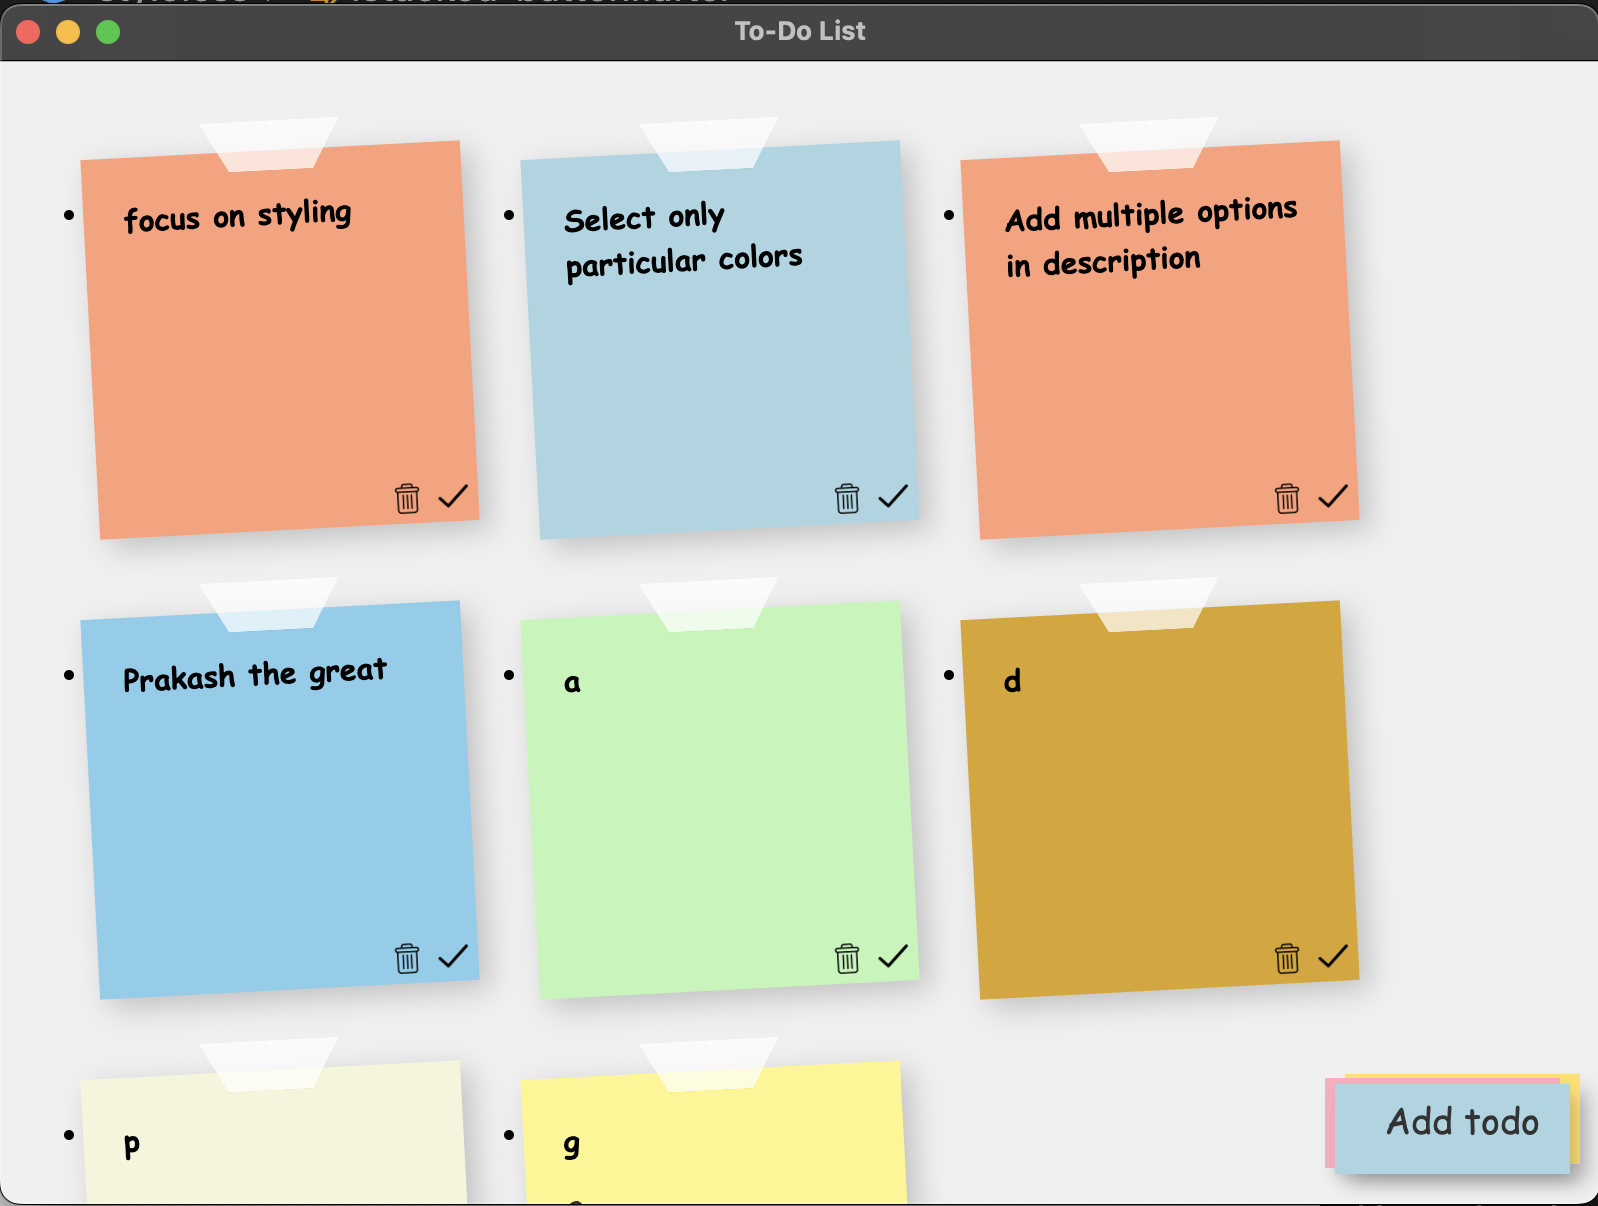 To-Do List
focus on styling
Select only
particular colors
Add multiple options
in description
Prakash the great
a
d
p
g
Add todo